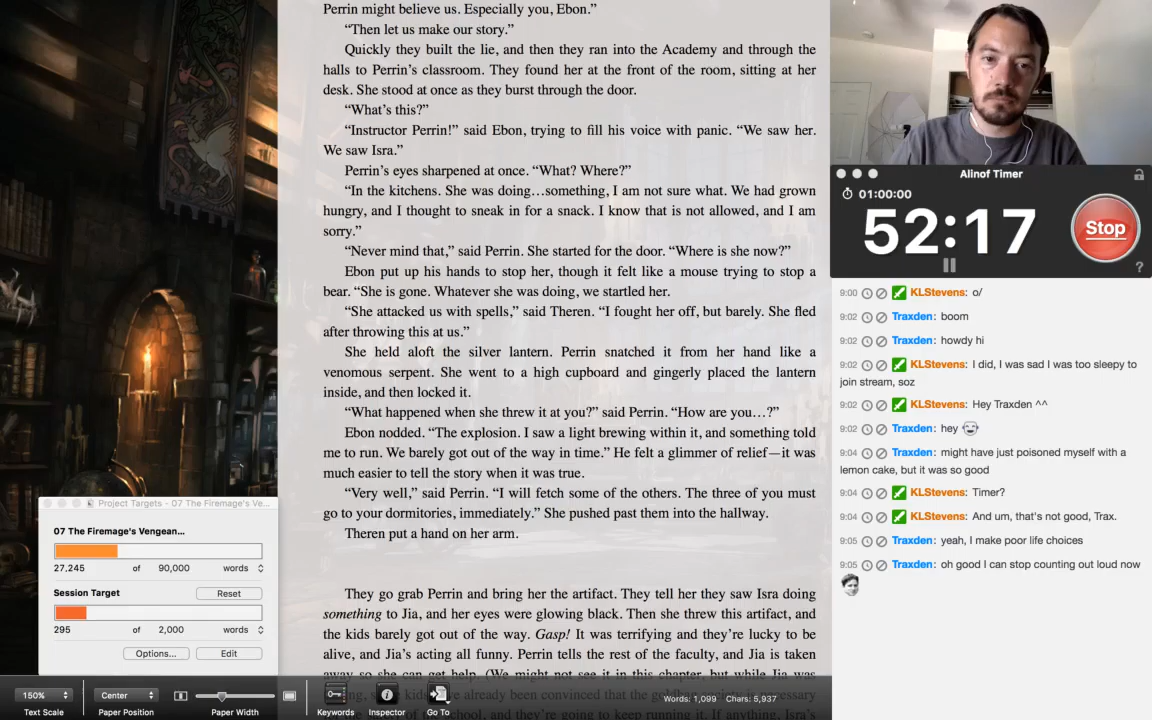 Perrin might believe us. Especially you, Ebon.”
“Then let us make our story.”
Quickly they built the lie, and then they ran into the Academy and through the
halls to Perrin’s classroom. They found her at the front of the room, sitting at her
desk. She stood at once as they burst through the door.
“What’s this?”
“Instructor Perrin!” said Ebon, trying to fill his voice with panic. “We saw her.
We saw Isra.”
Perrin’s eyes sharpened at once. “What? Where?”
“In the kitchens. She was doing…something, I am not sure what. We had grown
hungry, and I thought to sneak in for a snack. I know that is not allowed, and I am
sorry.”
“Never mind that,” said Perrin. She started for the door. “Where is she now?”
Ebon put up his hands to stop her, though it felt like a mouse trying to stop a
bear. “She is gone. Whatever she was doing, we startled her.
“She attacked us with spells,” said Theren. “I fought her off, but barely. She fled
after throwing this at us.”
She held aloft the silver lantern. Perrin snatched it from her hand like a
venomous serpent. She went to a high cupboard and gingerly placed the lantern
inside, and then locked it.
“What happened when she threw it at you?” said Perrin. “How are you…?”
Ebon nodded. “The explosion. I saw a light brewing within it, and something told
me to run. We barely got out of the way in time.” He felt a glimmer of relief—it was
much easier to tell the story when it was true.
“Very well,” said Perrin. “I will fetch some of the others. The three of you must
go to your dormitories, immediately.” She pushed past them into the hallway.
Theren put a hand on her arm.
They go grab Perrin and bring her the artifact. They tell her they saw Isra doing
something to Jia, and her eyes were glowing black. Then she threw this artifact, and
the kids barely got out of the way. Gasp! It was terrifying and they’re lucky to be
alive, and Jia’s acting all funny. Perrin tells the rest of the faculty, and Jia is taken
away so she can get help. (We might not see it in this chapter, but while Jia was
Project Targets - 07 The Firemage's Ve...
07 The Firemage's Vengean...
27,245 of 90,000 words
Session Target Reset
295 of 2,000 words
Options... Edit
150% Center
Text Scale Paper Position Paper Width Keywords Inspector Go To
Words: 1,099 Chars: 5,937
Alinof Timer
01:00:00
52:17 Stop
?
9:00 KLStevens: o/
9:02 Traxden: boom
9:02 Traxden: howdy hi
9:02 KLStevens: I did, I was sad I was too sleepy to
join stream, soz
9:02 KLStevens: Hey Traxden ^^
9:02 Traxden: hey
9:04 Traxden: might have just poisoned myself with a
lemon cake, but it was so good
9:04 KLStevens: Timer?
9:04 KLStevens: And um, that's not good, Trax.
9:05 Traxden: yeah, I make poor life choices
9:05 Traxden: oh good I can stop counting out loud now